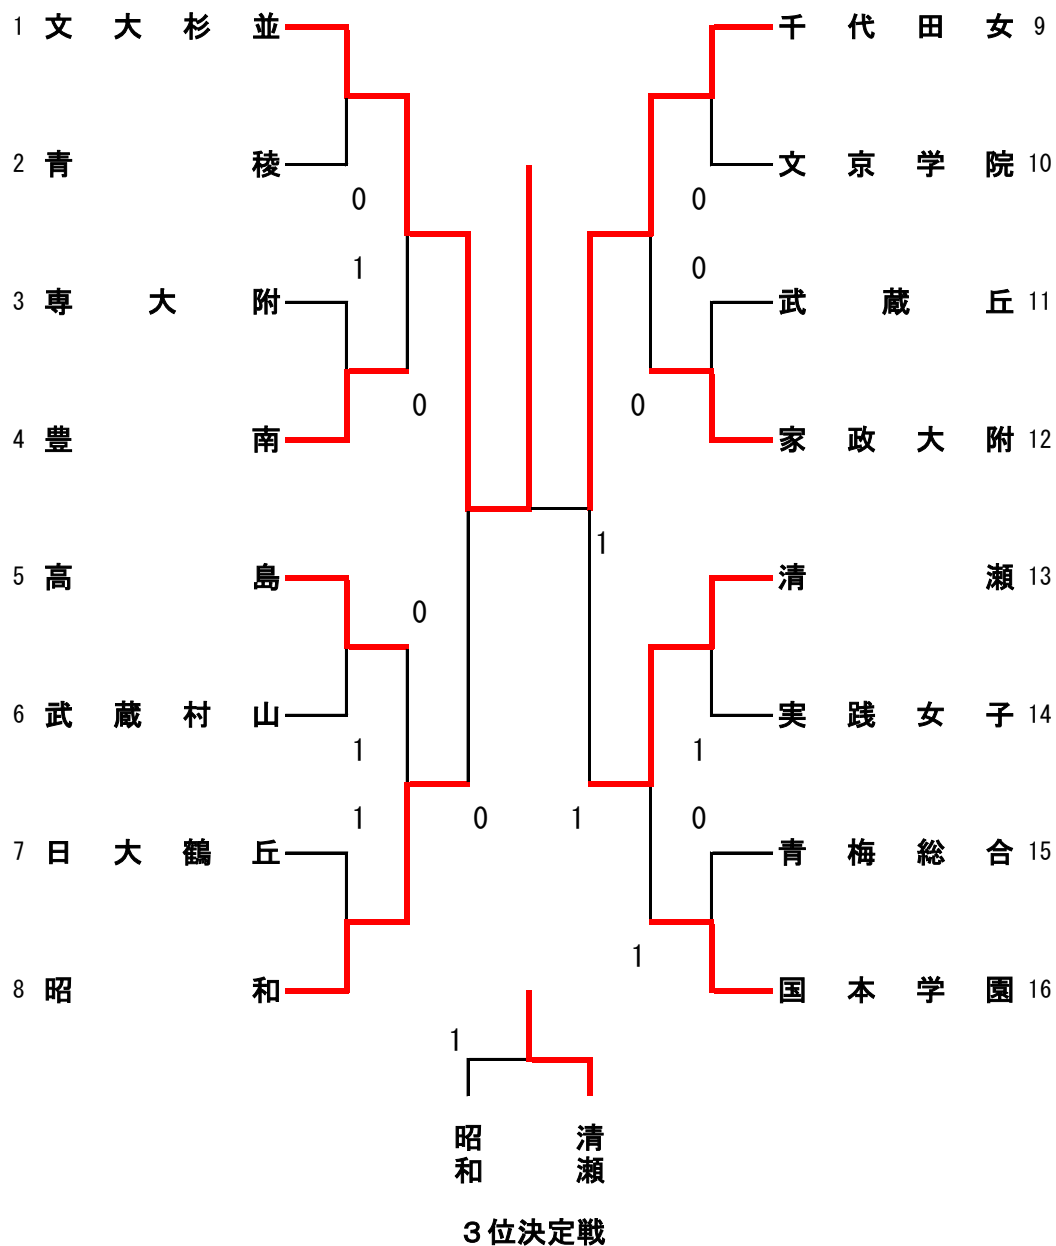 1 文大杉並
千代田女 9
2 青稜
文京学院 10
0
0
1
0
3 専大附
武蔵丘 11
0
0
4 豊南
家政大附 12
1
5 高島
清瀬 13
0
6 武蔵村山
実践女子 14
1
1
1
0
1
0
7 日大鶴丘
青梅総合 15
1
8 昭和
国本学園 16
1
昭和
清瀬
３位決定戦